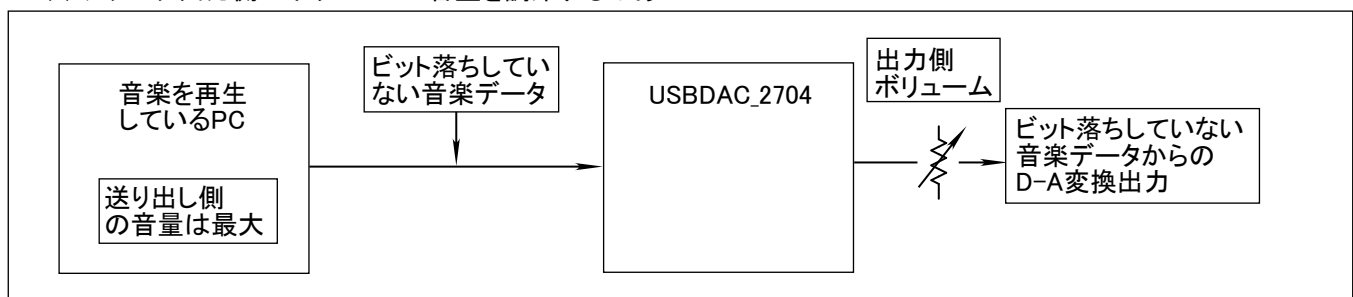 音楽を再生
しているPC
送り出し側
の音量は最大
ビット落ちしてい
ない音楽データ
USBDAC_2704
出力側
ボリューム
ビット落ちしていない
音楽データからの
D-A変換出力